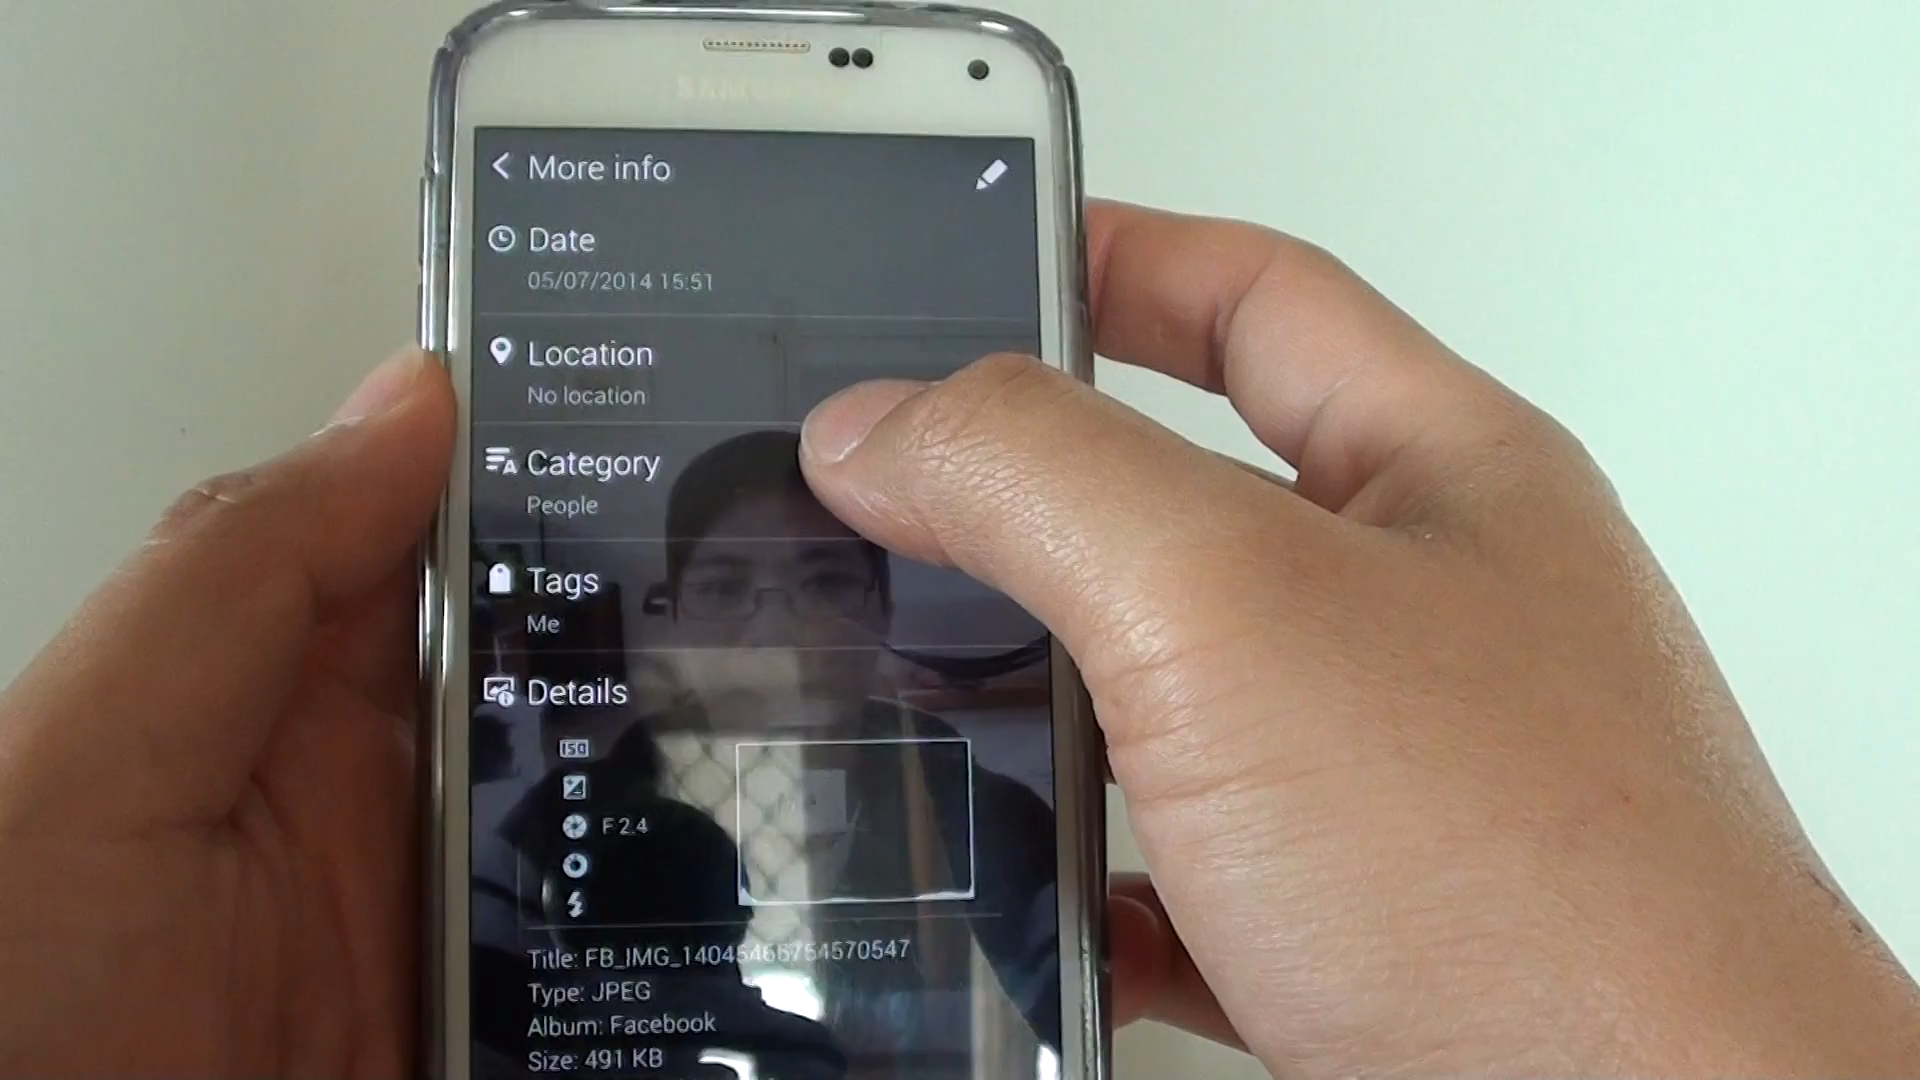 SAMSUNG
More info
Date
05/07/2014 15:51
Location
No location
Category
People
Tags
Me
Details
ISO
F 2.4
Title: FB_IMG_14045466754570547
Type: JPEG
Album: Facebook
Size: 491 KB